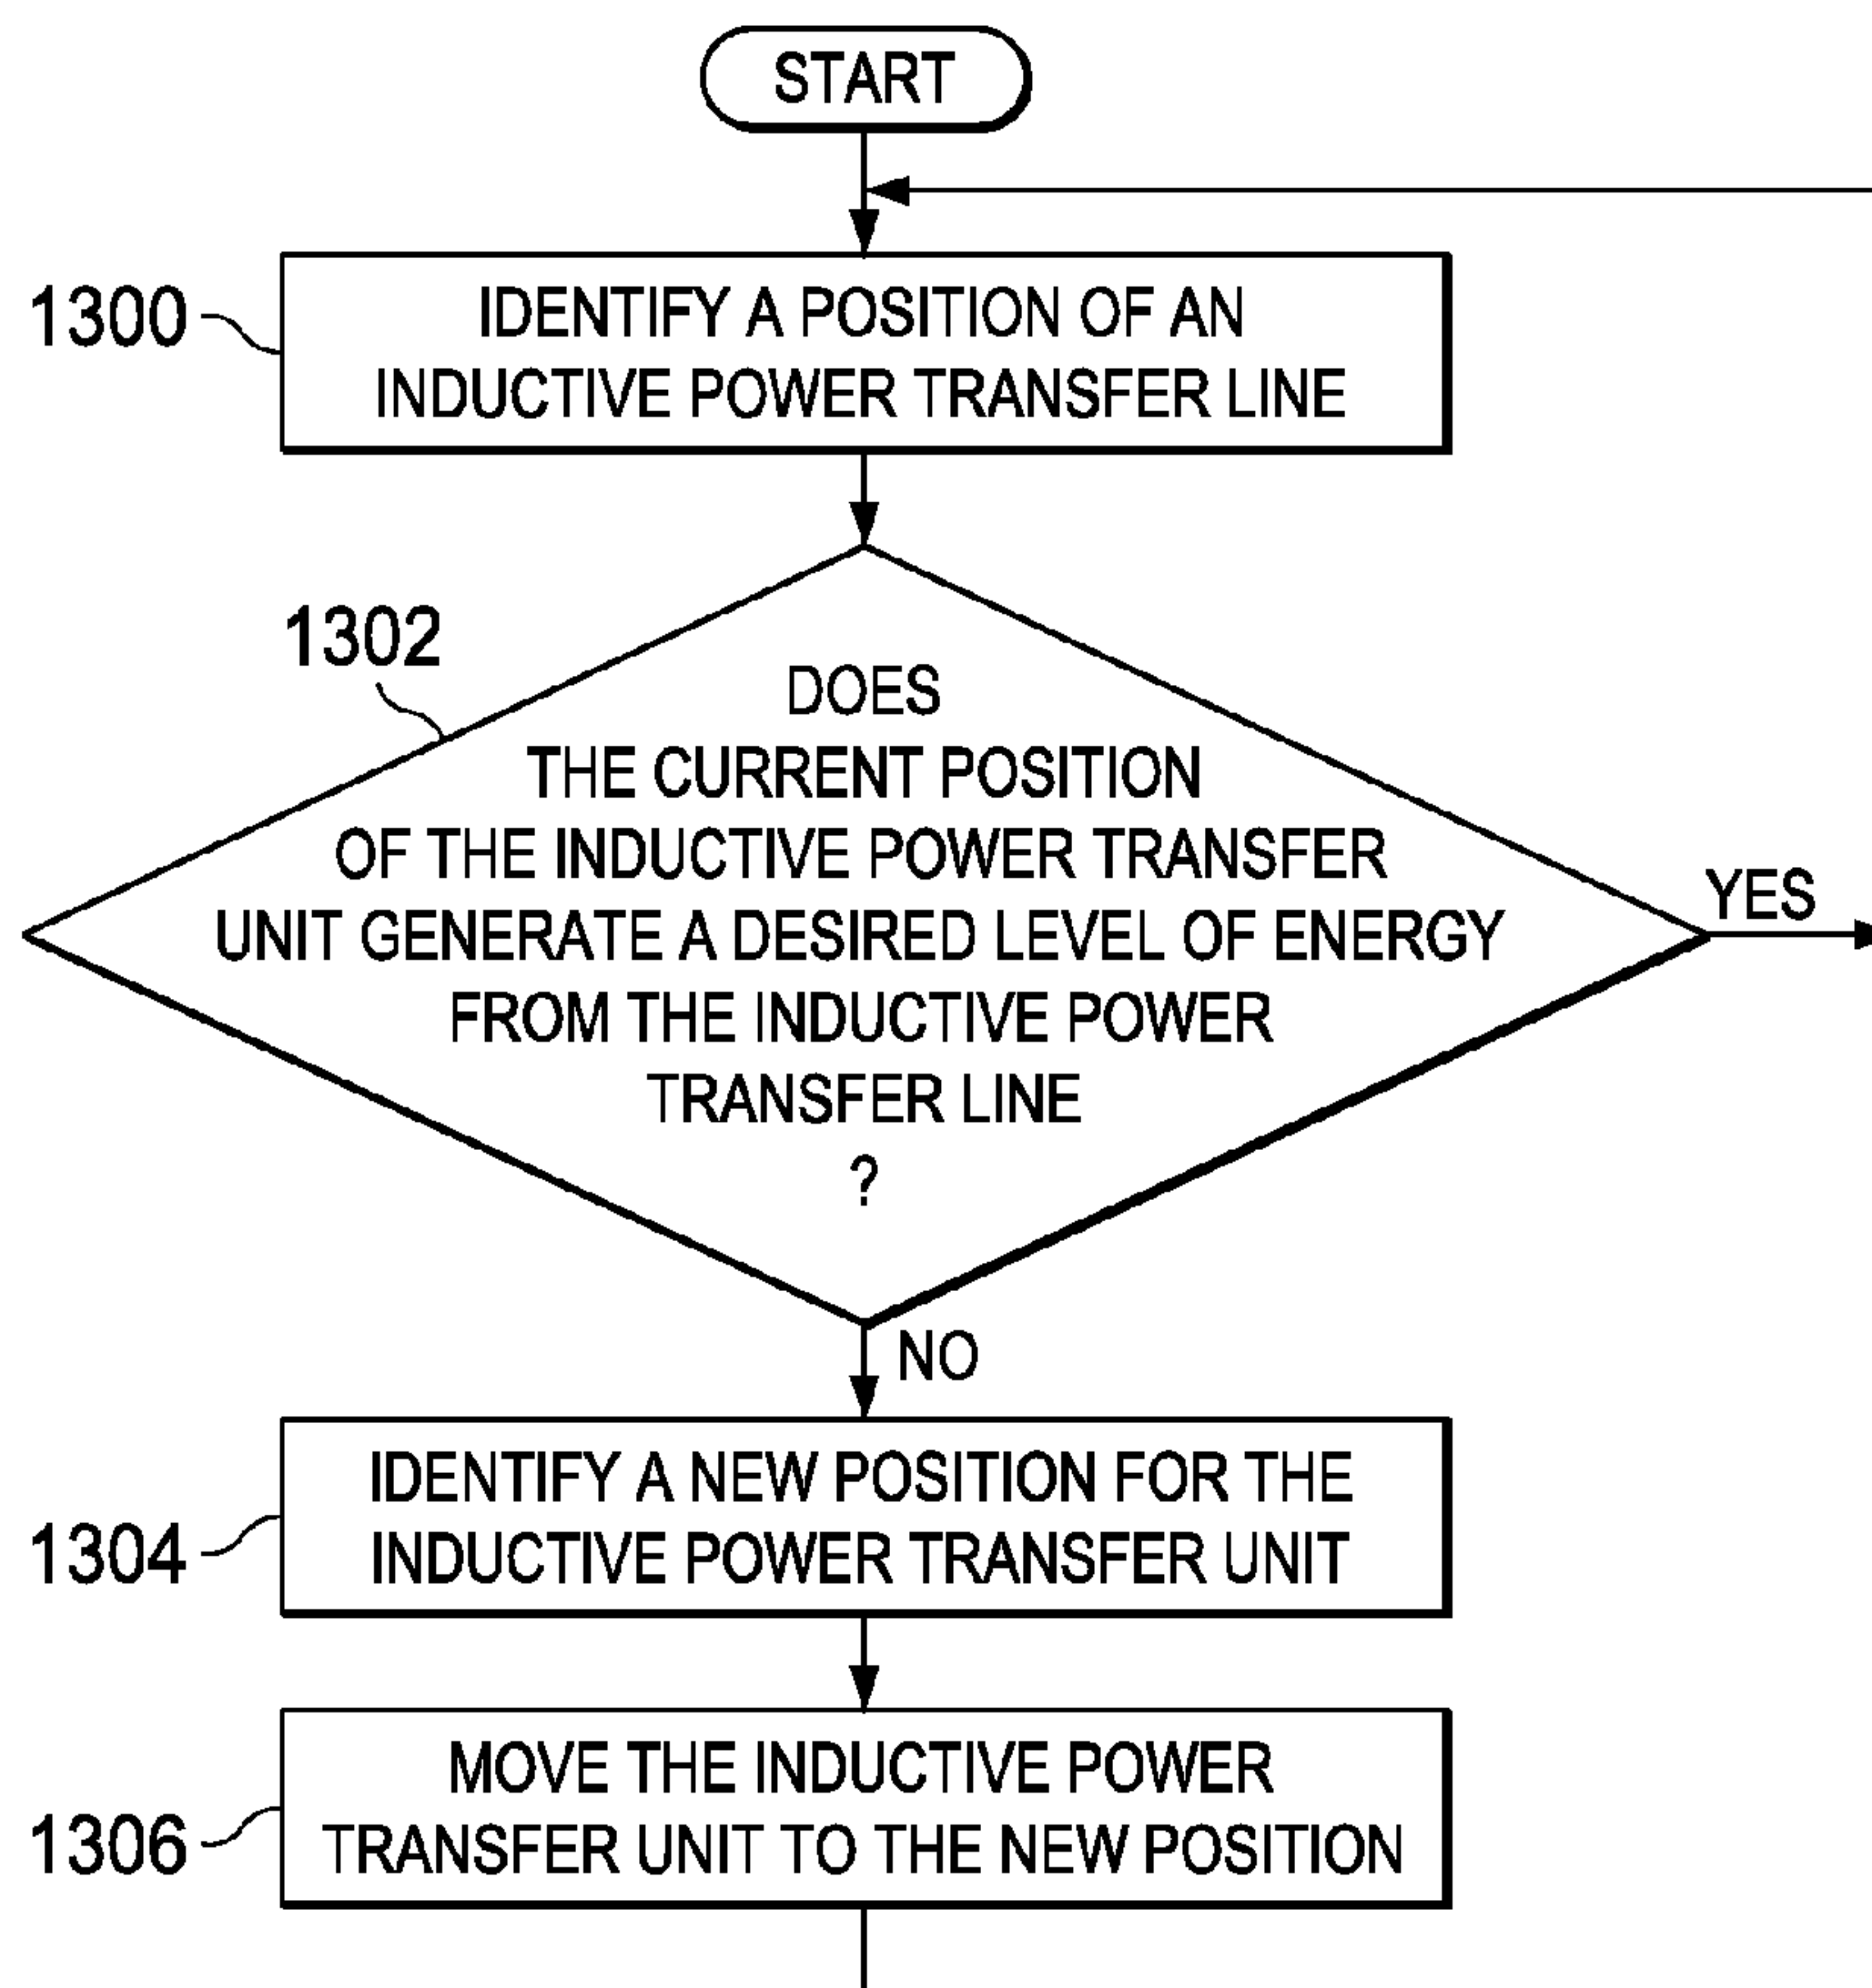 START
1300
IDENTIFY A POSITION OF AN
INDUCTIVE POWER TRANSFER LINE
1302
DOES
THE CURRENT POSITION
OF THE INDUCTIVE POWER TRANSFER
UNIT GENERATE A DESIRED LEVEL OF ENERGY
FROM THE INDUCTIVE POWER
TRANSFER LINE
?
YES
NO
1304
IDENTIFY A NEW POSITION FOR THE
INDUCTIVE POWER TRANSFER UNIT
1306
MOVE THE INDUCTIVE POWER
TRANSFER UNIT TO THE NEW POSITION